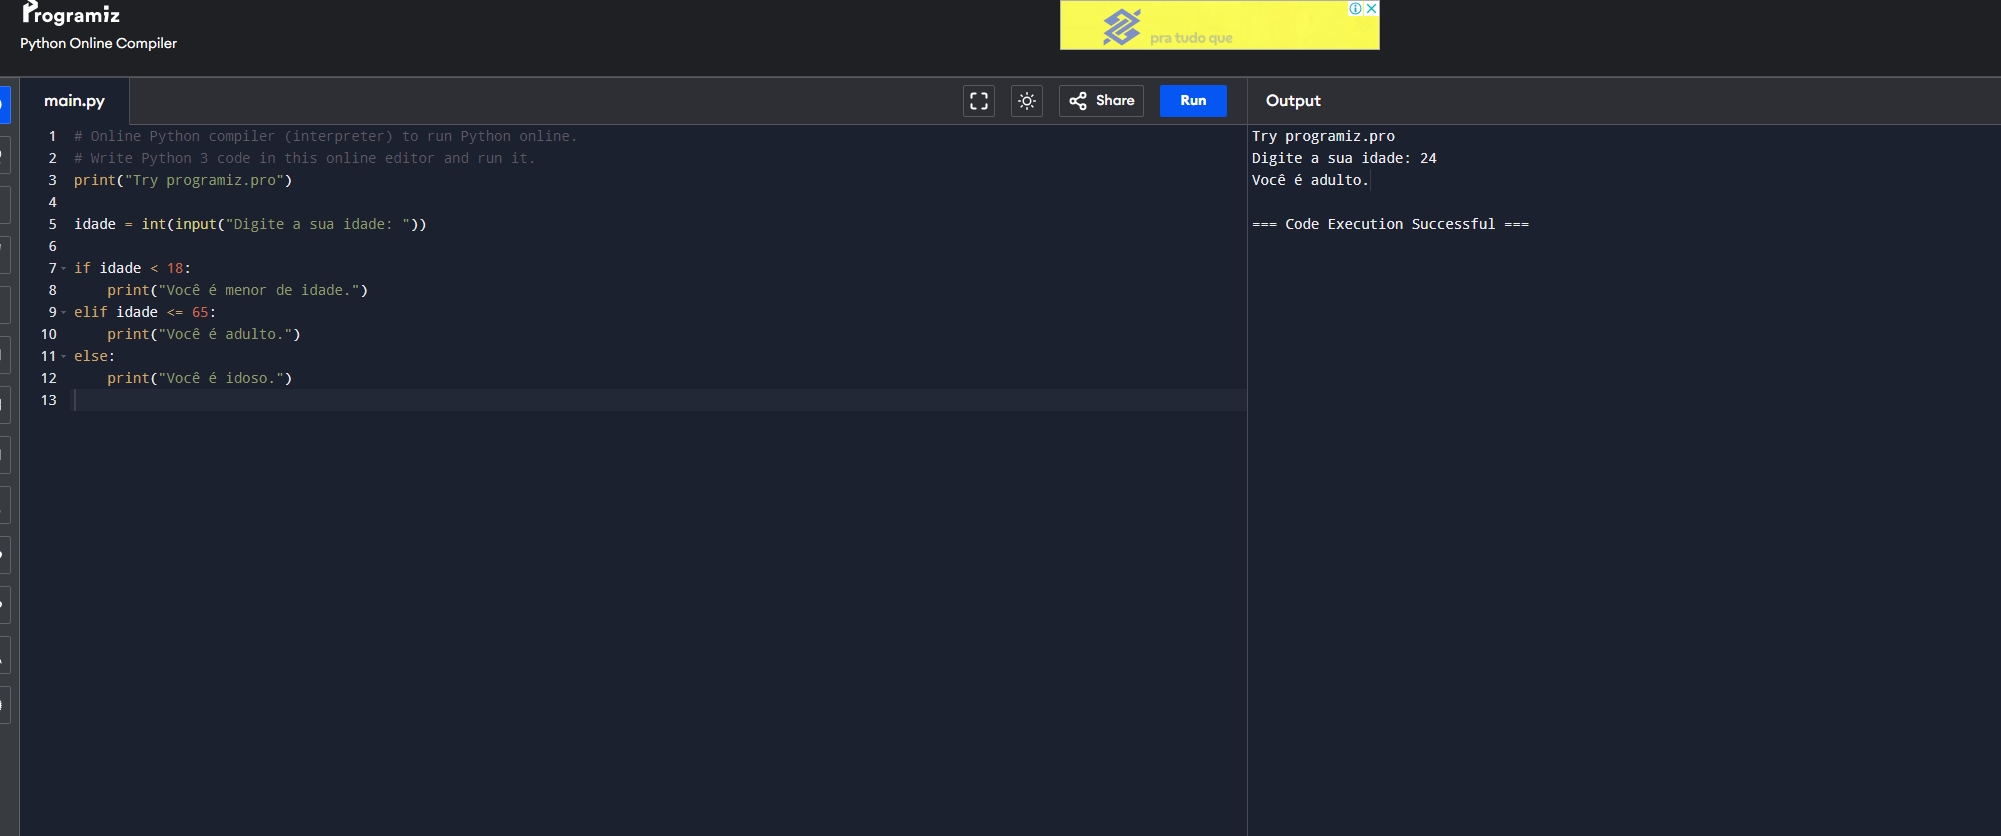 Programiz
Python Online Compiler
pra tudo que
main.py
Share
Run
Output
1 # Online Python compiler (interpreter) to run Python online.
2 # Write Python 3 code in this online editor and run it.
3 print("Try programiz.pro")
4
5 idade = int(input("Digite a sua idade: "))
6
7 if idade < 18:
8     print("Você é menor de idade.")
9 elif idade <= 65:
10     print("Você é adulto.")
11 else:
12     print("Você é idoso.")
13
Try programiz.pro
Digite a sua idade: 24
Você é adulto.
=== Code Execution Successful ===